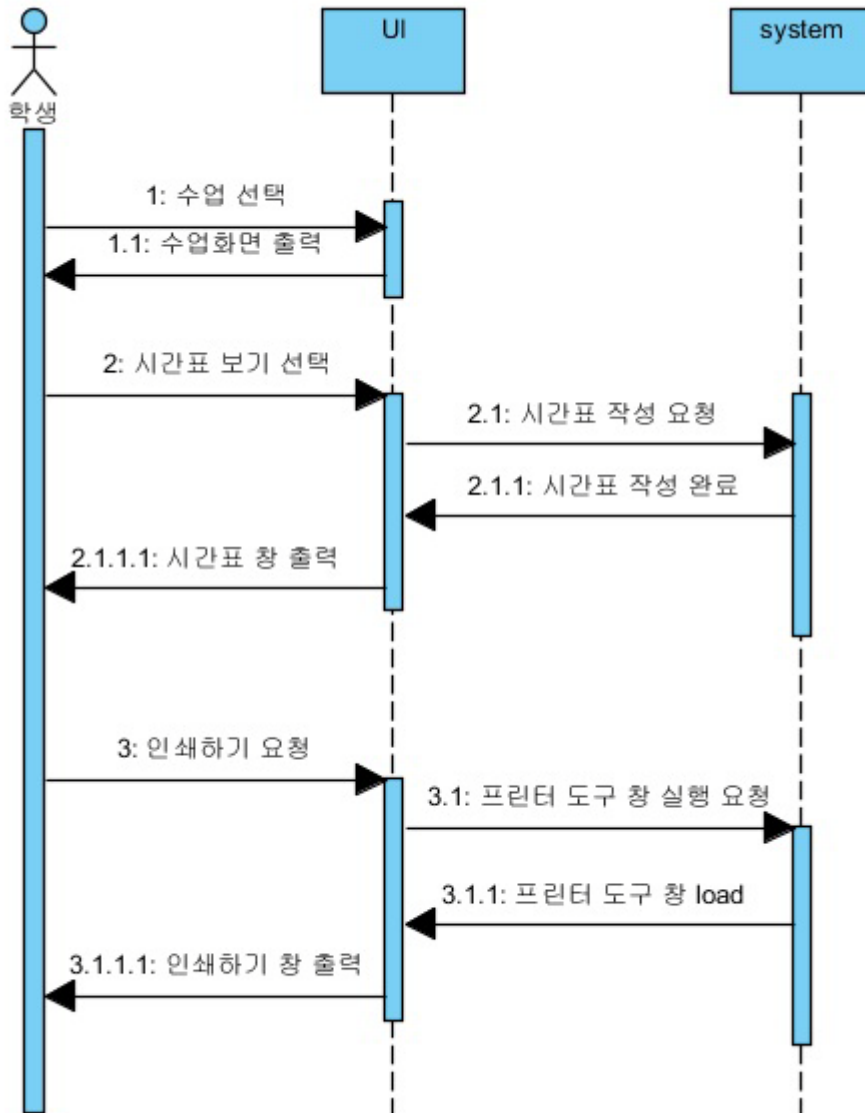 UI
system
학생
1: 수업 선택
1.1: 수업화면 출력
2: 시간표 보기 선택
2.1: 시간표 작성 요청
2.1.1: 시간표 작성 완료
2.1.1.1: 시간표 창 출력
3: 인쇄하기 요청
3.1: 프린터 도구 창 실행 요청
3.1.1: 프린터 도구 창 load
3.1.1.1: 인쇄하기 창 출력